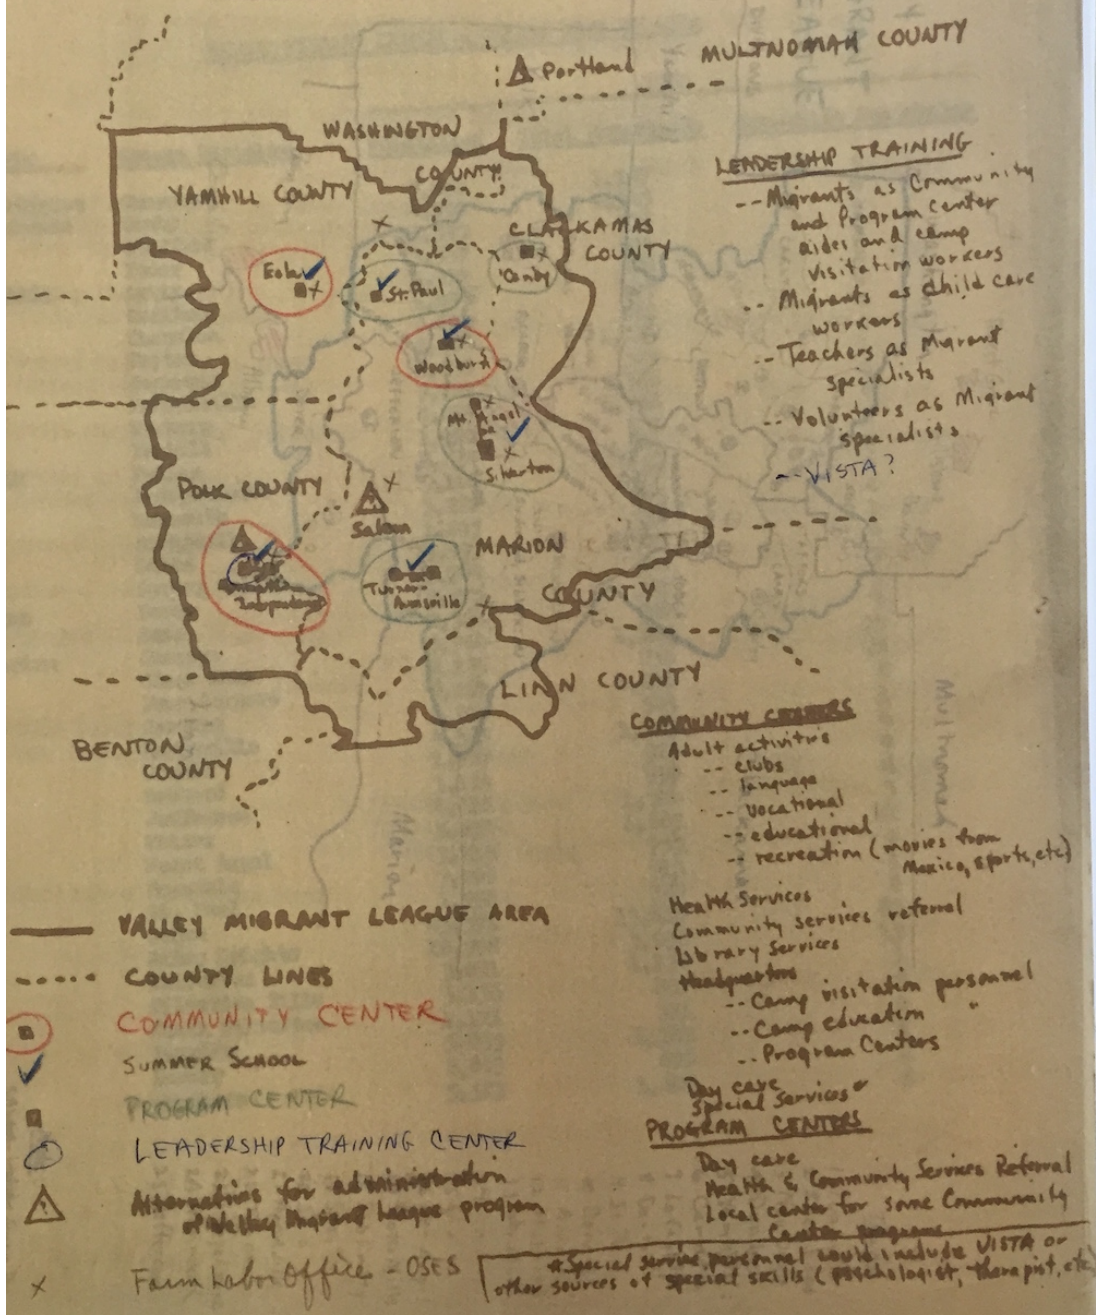 Portland
MULTNOMAH COUNTY
WASHINGTON
COUNTY
YAMHILL COUNTY
CLACKAMAS
COUNTY
Eola
St. Paul
Canby
Woodburn
Mt. Angel
Silverton
POLK COUNTY
Salem
MARION
COUNTY
Independence
Turner-
Aumsville
LINN COUNTY
BENTON
COUNTY
LEADERSHIP TRAINING
-- Migrants as Community
and Program Center
aides and camp
visitation workers
-- Migrants as child care
workers
-- Teachers as Migrant
specialists
-- Volunteers as Migrant
specialists
-- VISTA?
COMMUNITY CENTERS
Adult activities
-- clubs
-- language
-- vocational
-- educational
-- recreation (movies from
Mexico, sports, etc)
Health Services
Community services referral
Library Services
Headquarters
-- Camp visitation personnel
-- Camp education "
-- Program Centers
Day care
Special Services*
PROGRAM CENTERS
Day care
Health & Community Services Referral
Local center for some Community
Center programs
*Special service personnel would include VISTA or
other sources of special skills (psychologist, therapist, etc)
VALLEY MIGRANT LEAGUE AREA
COUNTY LINES
COMMUNITY CENTER
SUMMER SCHOOL
PROGRAM CENTER
LEADERSHIP TRAINING CENTER
Alternatives for administration
of Valley Migrant League program
X Farm Labor Office - OSES
Multnomah
Marion